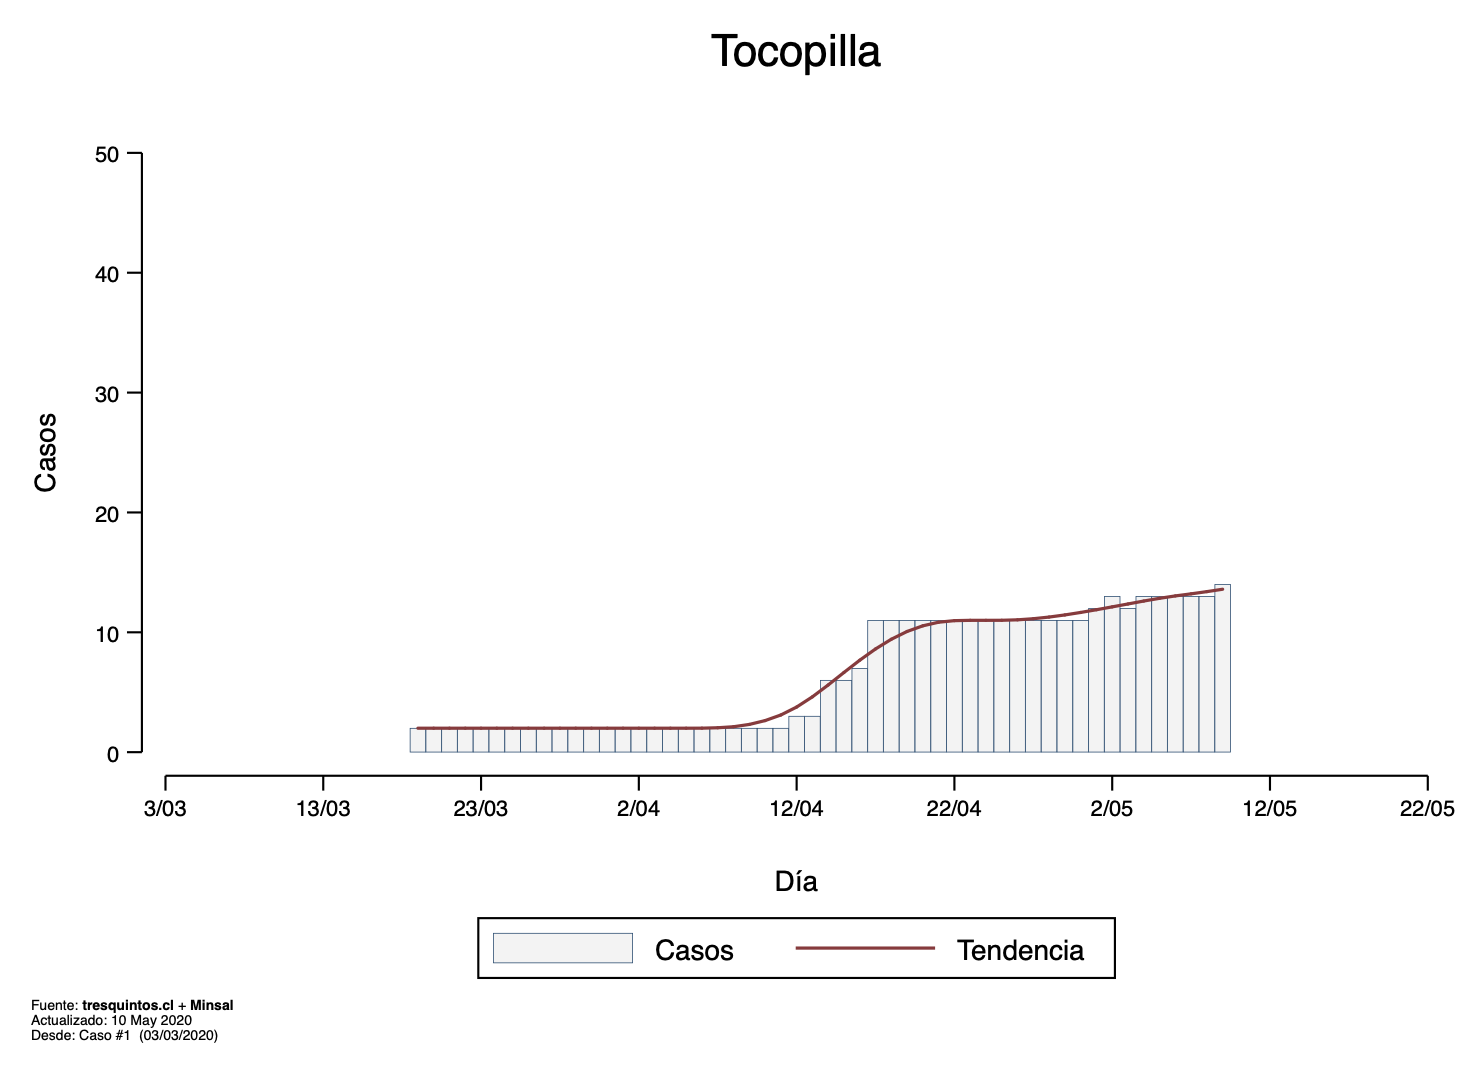 Tocopilla
50
40
30
20
10
0
Casos
3/03 13/03 23/03 2/04 12/04 22/04 2/05 12/05 22/05
Día
Casos Tendencia
Fuente: tresquintos.cl + Minsal
Actualizado: 10 May 2020
Desde: Caso #1 (03/03/2020)